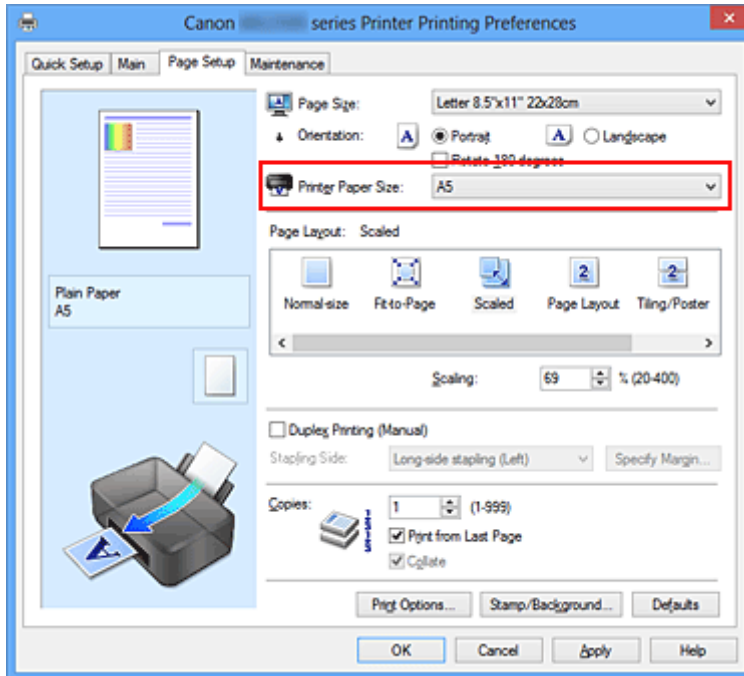 Canon series Printer Printing Preferences
Quick Setup Main Page Setup Maintenance
Page Size: Letter 8.5"x11" 22x28cm
Orientation: A Portrait A Landscape
Rotate 180 degrees
Printer Paper Size: A5
Page Layout: Scaled
Normal-size Fit-to-Page Scaled Page Layout Tiling/Poster
Plain Paper
A5
Scaling: 69 % (20-400)
Duplex Printing (Manual)
Stapling Side: Long-side stapling (Left) Specify Margin...
Copies: 1 (1-999)
Print from Last Page
Collate
Print Options... Stamp/Background... Defaults
OK Cancel Apply Help